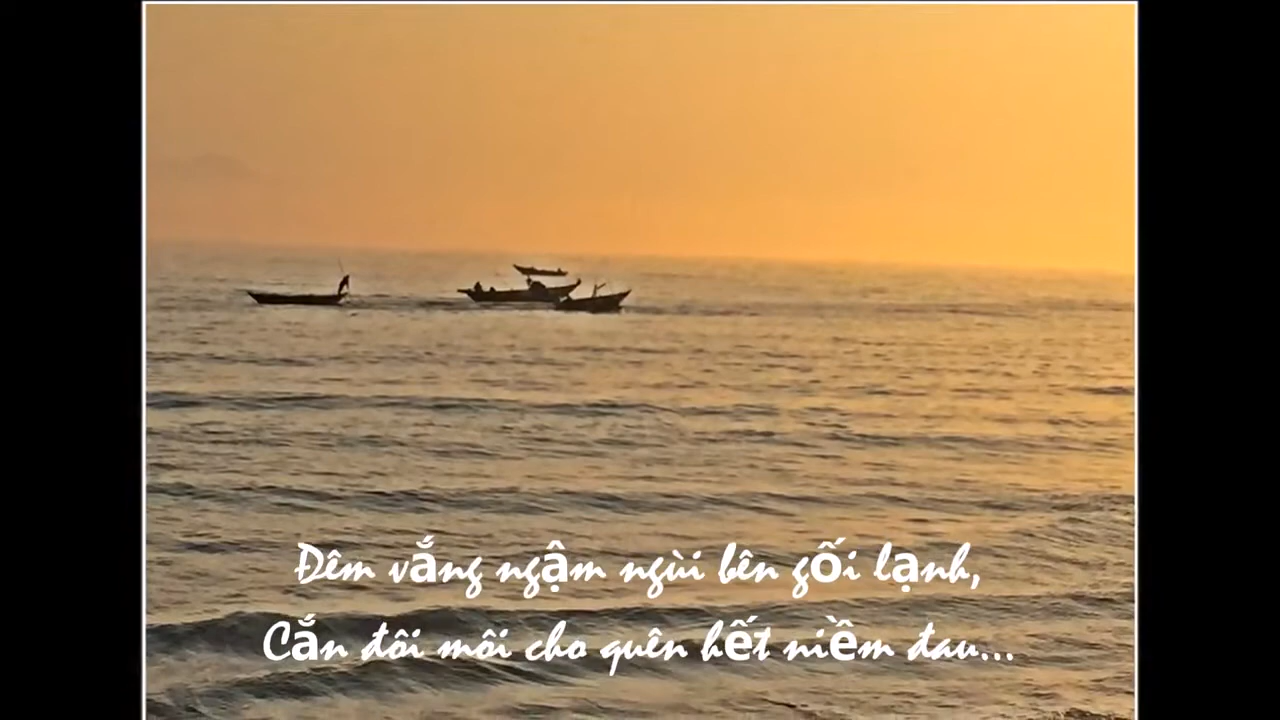 Đêm vắng ngậm ngùi bên gối lạnh,
Cắn đôi môi cho quên hết niềm đau...